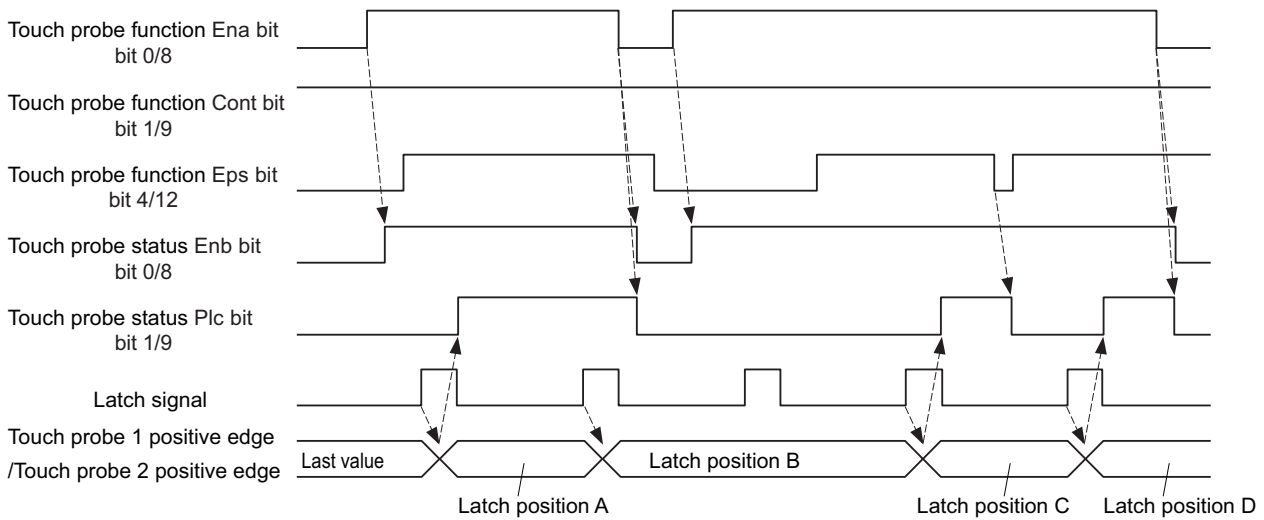 Touch probe function Ena bit
bit 0/8
Touch probe function Cont bit
bit 1/9
Touch probe function Eps bit
bit 4/12
Touch probe status Enb bit
bit 0/8
Touch probe status Plc bit
bit 1/9
Latch signal
Touch probe 1 positive edge
/Touch probe 2 positive edge
Last value
Latch position B
Latch position A
Latch position C
Latch position D